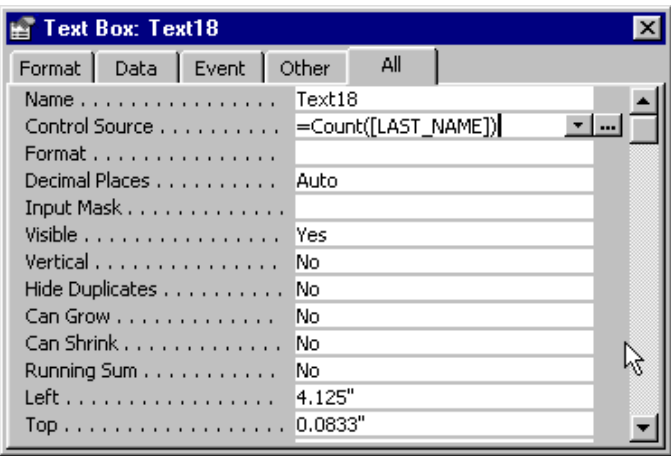 Text Box: Text18
Format Data Event Other All
Name . . . . . . . . . . . . . . . . Text18
Control Source . . . . . . . . . . =Count([LAST_NAME]) ...
Format . . . . . . . . . . . . . . .
Decimal Places . . . . . . . . . . Auto
Input Mask . . . . . . . . . . . . .
Visible . . . . . . . . . . . . . . . . Yes
Vertical . . . . . . . . . . . . . . . No
Hide Duplicates . . . . . . . . . . No
Can Grow . . . . . . . . . . . . . No
Can Shrink . . . . . . . . . . . . . No
Running Sum . . . . . . . . . . . No
Left . . . . . . . . . . . . . . . . . 4.125"
Top . . . . . . . . . . . . . . . . . . 0.0833"